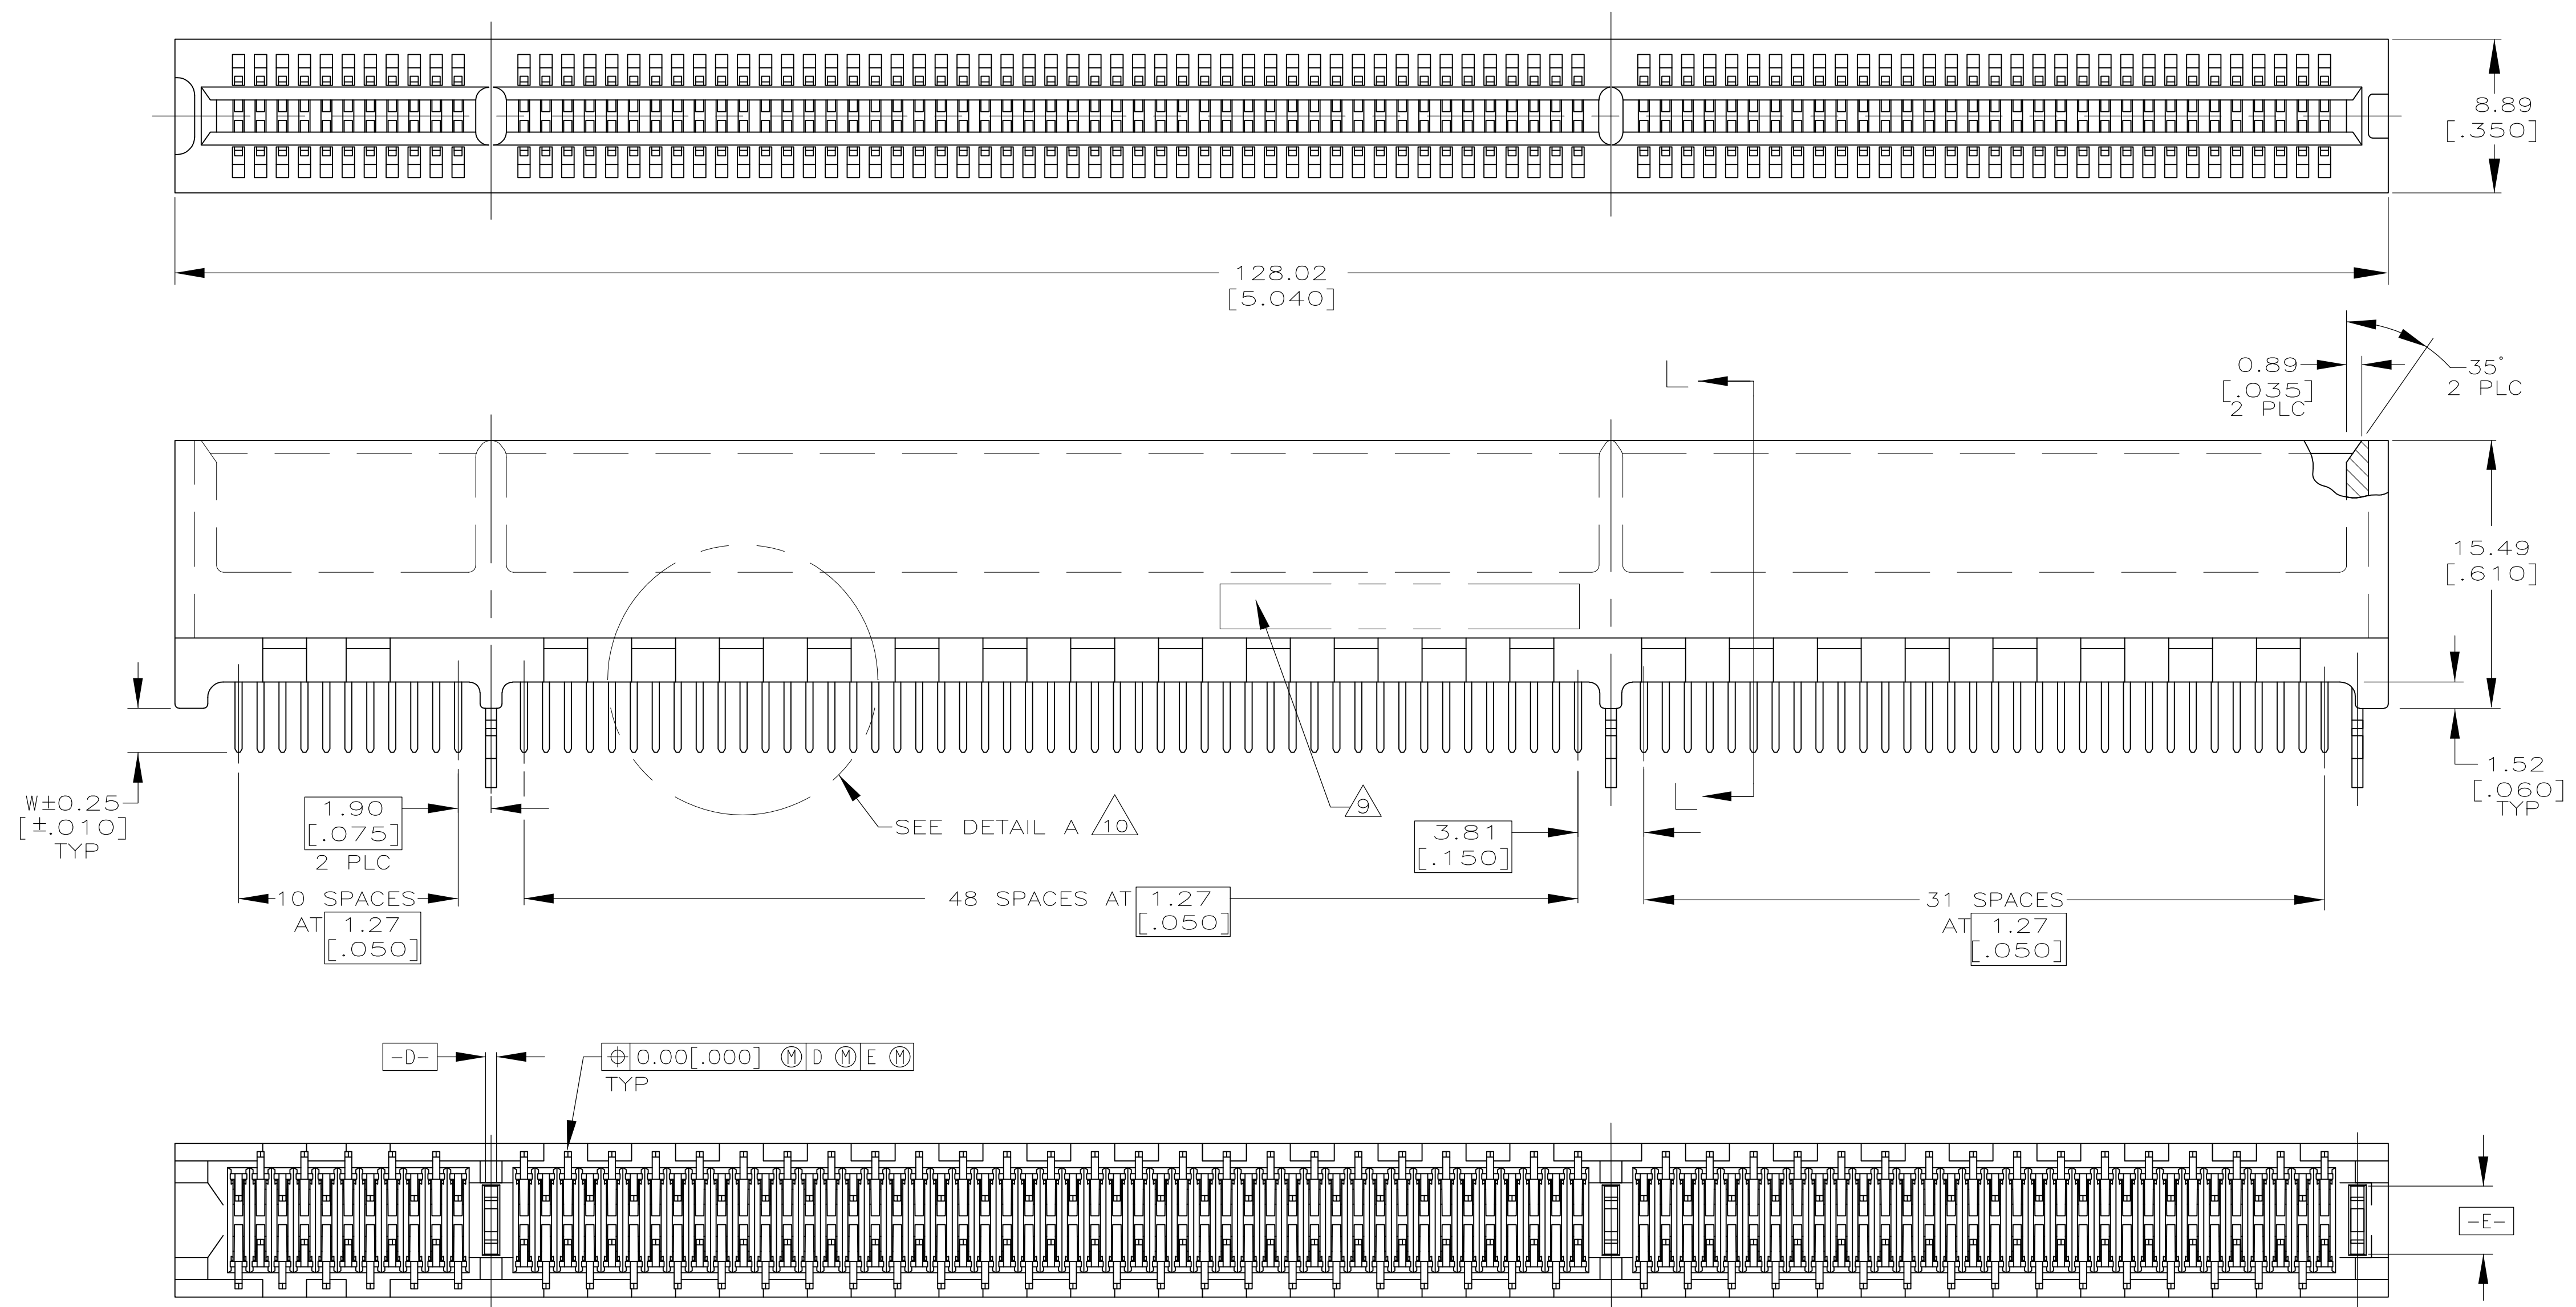 8.89
[.350]
128.02
[5.040]
0.89
[.035]
2 PLC
35°
2 PLC
15.49
[.610]
W±0.25
[±.010]
TYP
1.90
[.075]
2 PLC
SEE DETAIL A 10
9
3.81
[.150]
1.52
[.060]
TYP
10 SPACES
AT 1.27
[.050]
48 SPACES AT 1.27
[.050]
31 SPACES
AT 1.27
[.050]
-D-
⌖ 0.00[.000] Ⓜ D Ⓜ E Ⓜ
TYP
-E-